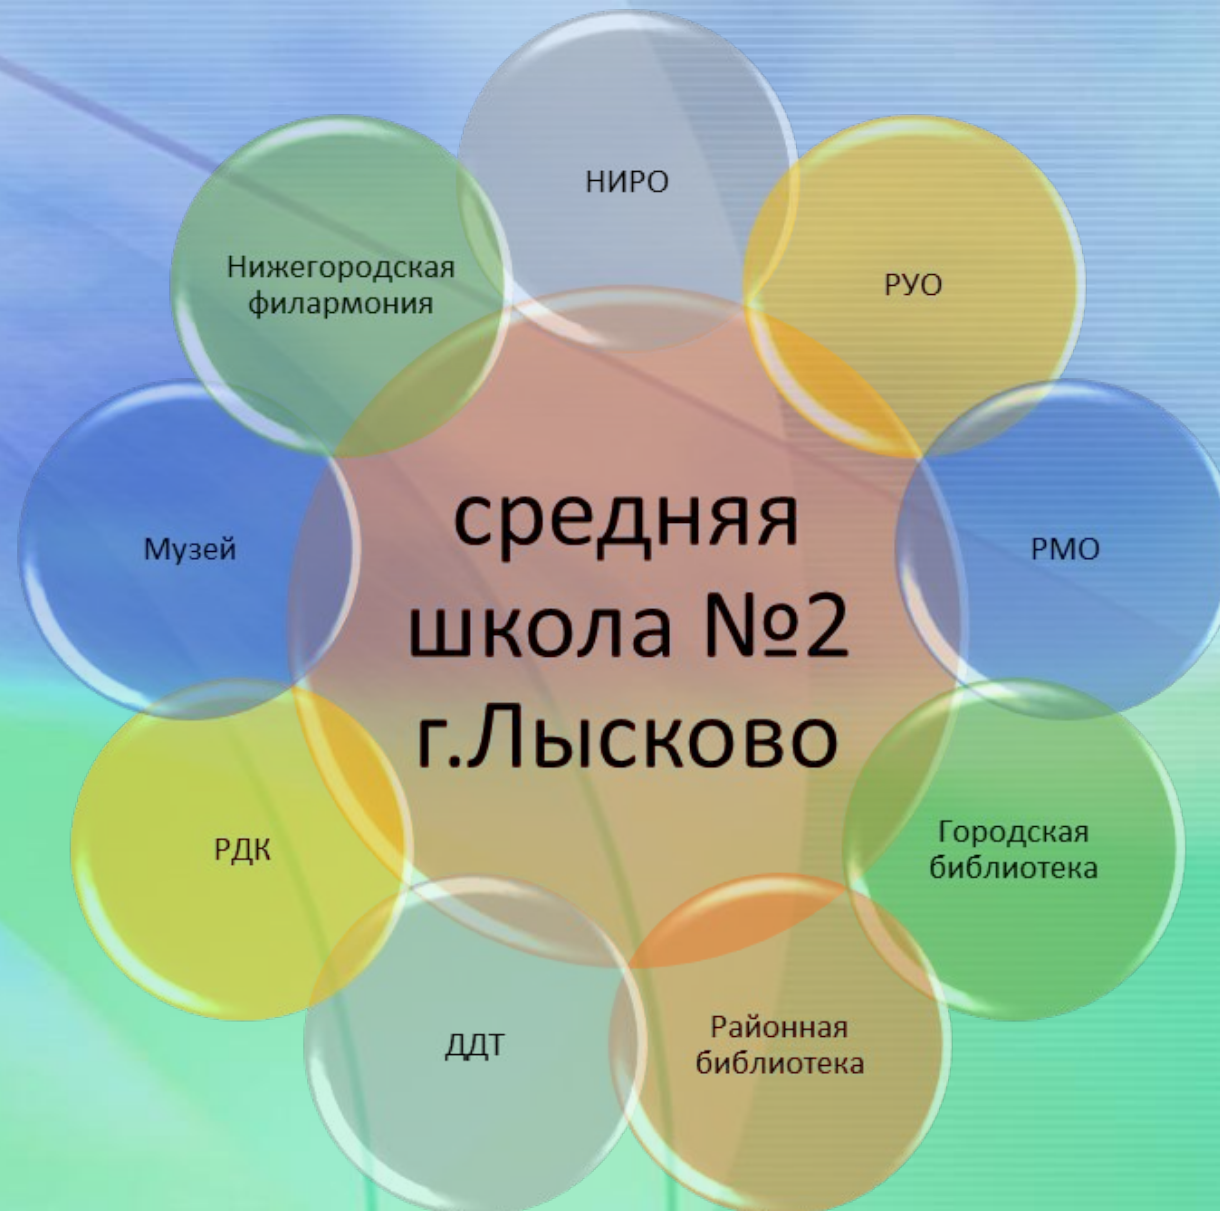 НИРО
РУО
Нижегородская
филармония
средняя
школа №2
г.Лысково
Музей
РМО
РДК
Городская
библиотека
ДДТ
Районная
библиотека